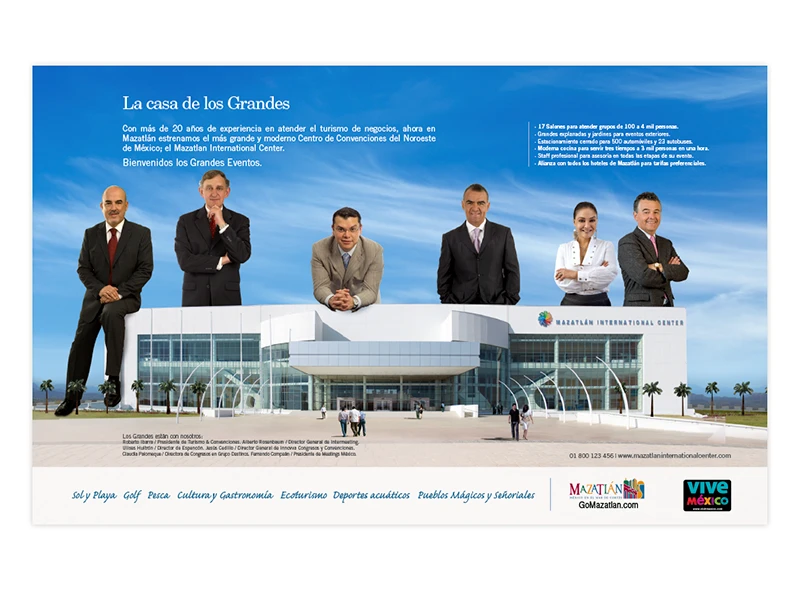 La casa de los Grandes
Con más de 20 años de experiencia en atender el turismo de negocios, ahora en
Mazatlán estrenamos el más grande y moderno Centro de Convenciones del Noroeste
de México; el Mazatlan International Center.
Bienvenidos los Grandes Eventos.
- 17 Salones para atender grupos de 100 a 4 mil personas.
- Grandes explanadas y jardines para eventos exteriores.
- Estacionamiento cerrado para 500 automóviles y 23 autobuses.
- Moderna cocina para servir tres tiempos a 3 mil personas en una hora.
- Staff profesional para asesoría en todas las etapas de su evento.
- Alianza con todos los hoteles de Mazatlán para tarifas preferenciales.
MAZATLÁN INTERNATIONAL CENTER
Los Grandes están con nosotros:
Roberto Ibarra / Presidente de Turismo & Convenciones. Alberto Rosenbaum / Director General de Intermeeting.
Director de Expansión. Jesús Cedillo / Director General de Innova Congresos y Convenciones.
Claudia Palomeque / Directora de Congresos en Grupo Destinos. Fernando Compeán / Presidente de Meetings México.
01 800 123 456 | www.mazatlaninternationalcenter.com
Sol y Playa Golf Pesca Cultura y Gastronomía Ecoturismo Deportes acuáticos Pueblos Mágicos y Señoriales
MAZATLÁN
GoMazatlan.com
VIVE
MÉXICO